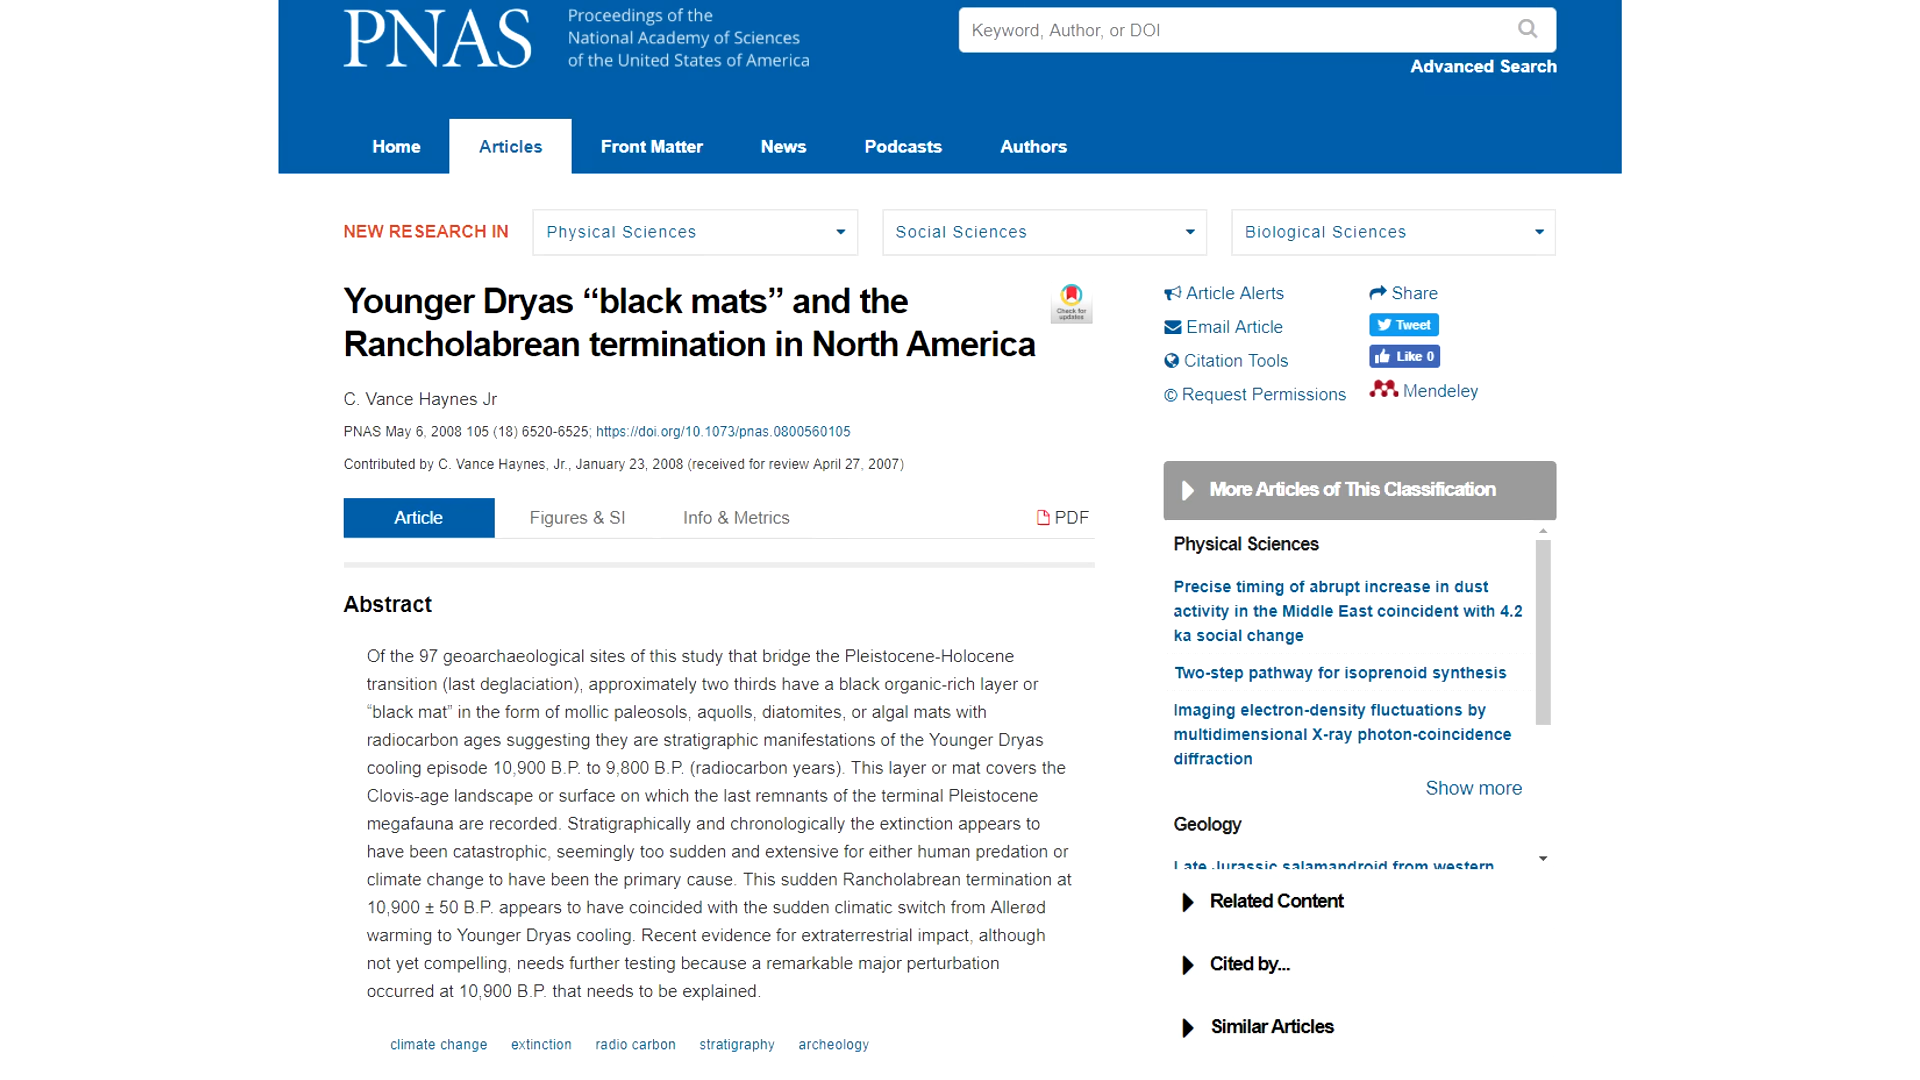 PNAS
Proceedings of the
National Academy of Sciences
of the United States of America
Keyword, Author, or DOI
Advanced Search
Home
Articles
Front Matter
News
Podcasts
Authors
NEW RESEARCH IN
Physical Sciences
Social Sciences
Biological Sciences
Younger Dryas “black mats” and the
Rancholabrean termination in North America
Check for
updates
C. Vance Haynes Jr
PNAS May 6, 2008 105 (18) 6520-6525; https://doi.org/10.1073/pnas.0800560105
Contributed by C. Vance Haynes, Jr., January 23, 2008 (received for review April 27, 2007)
Article
Figures & SI
Info & Metrics
PDF
Abstract
Of the 97 geoarchaeological sites of this study that bridge the Pleistocene-Holocene
transition (last deglaciation), approximately two thirds have a black organic-rich layer or
“black mat” in the form of mollic paleosols, aquolls, diatomites, or algal mats with
radiocarbon ages suggesting they are stratigraphic manifestations of the Younger Dryas
cooling episode 10,900 B.P. to 9,800 B.P. (radiocarbon years). This layer or mat covers the
Clovis-age landscape or surface on which the last remnants of the terminal Pleistocene
megafauna are recorded. Stratigraphically and chronologically the extinction appears to
have been catastrophic, seemingly too sudden and extensive for either human predation or
climate change to have been the primary cause. This sudden Rancholabrean termination at
10,900 ± 50 B.P. appears to have coincided with the sudden climatic switch from Allerød
warming to Younger Dryas cooling. Recent evidence for extraterrestrial impact, although
not yet compelling, needs further testing because a remarkable major perturbation
occurred at 10,900 B.P. that needs to be explained.
climate change
extinction
radio carbon
stratigraphy
archeology
Article Alerts
Email Article
Citation Tools
© Request Permissions
Share
Tweet
Like 0
Mendeley
More Articles of This Classification
Physical Sciences
Precise timing of abrupt increase in dust
activity in the Middle East coincident with 4.2
ka social change
Two-step pathway for isoprenoid synthesis
Imaging electron-density fluctuations by
multidimensional X-ray photon-coincidence
diffraction
Show more
Geology
Late Jurassic salamandroid from western
Related Content
Cited by...
Similar Articles